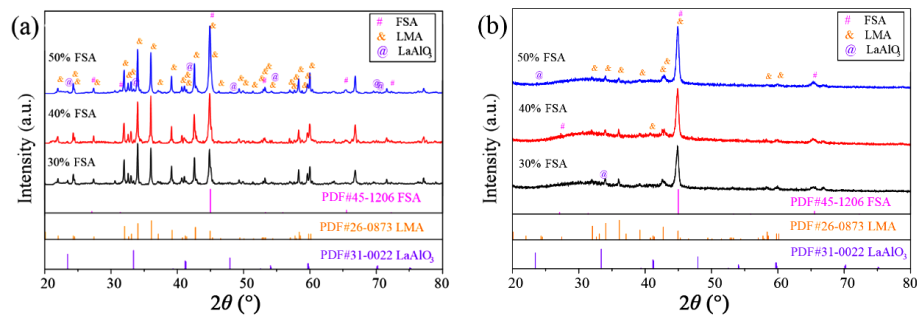 (a)
Intensity (a.u.)
# FSA
& LMA
@ LaAlO₃
50% FSA
40% FSA
30% FSA
PDF#45-1206 FSA
PDF#26-0873 LMA
PDF#31-0022 LaAlO₃
20 30 40 50 60 70 80
2θ (°)
(b)
Intensity (a.u.)
# FSA
& LMA
@ LaAlO₃
50% FSA
40% FSA
30% FSA
PDF#45-1206 FSA
PDF#26-0873 LMA
PDF#31-0022 LaAlO₃
20 30 40 50 60 70 80
2θ (°)